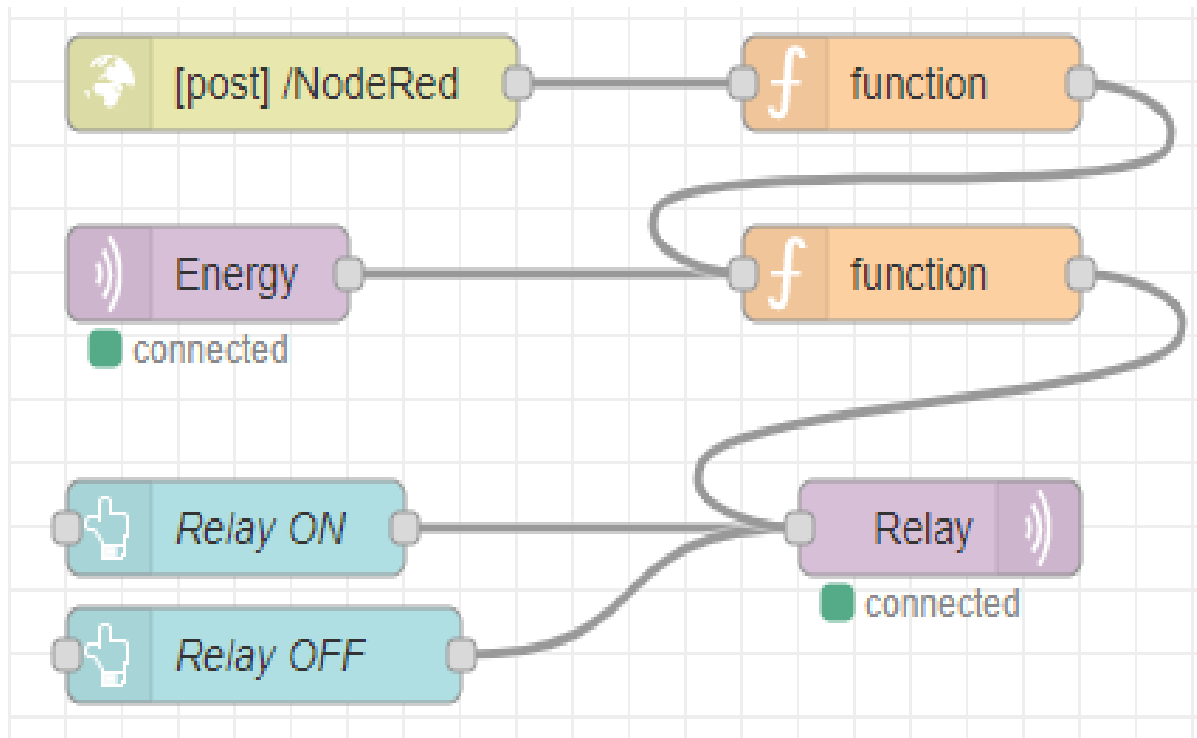 [post] /NodeRed
function
Energy
function
connected
Relay ON
Relay
connected
Relay OFF